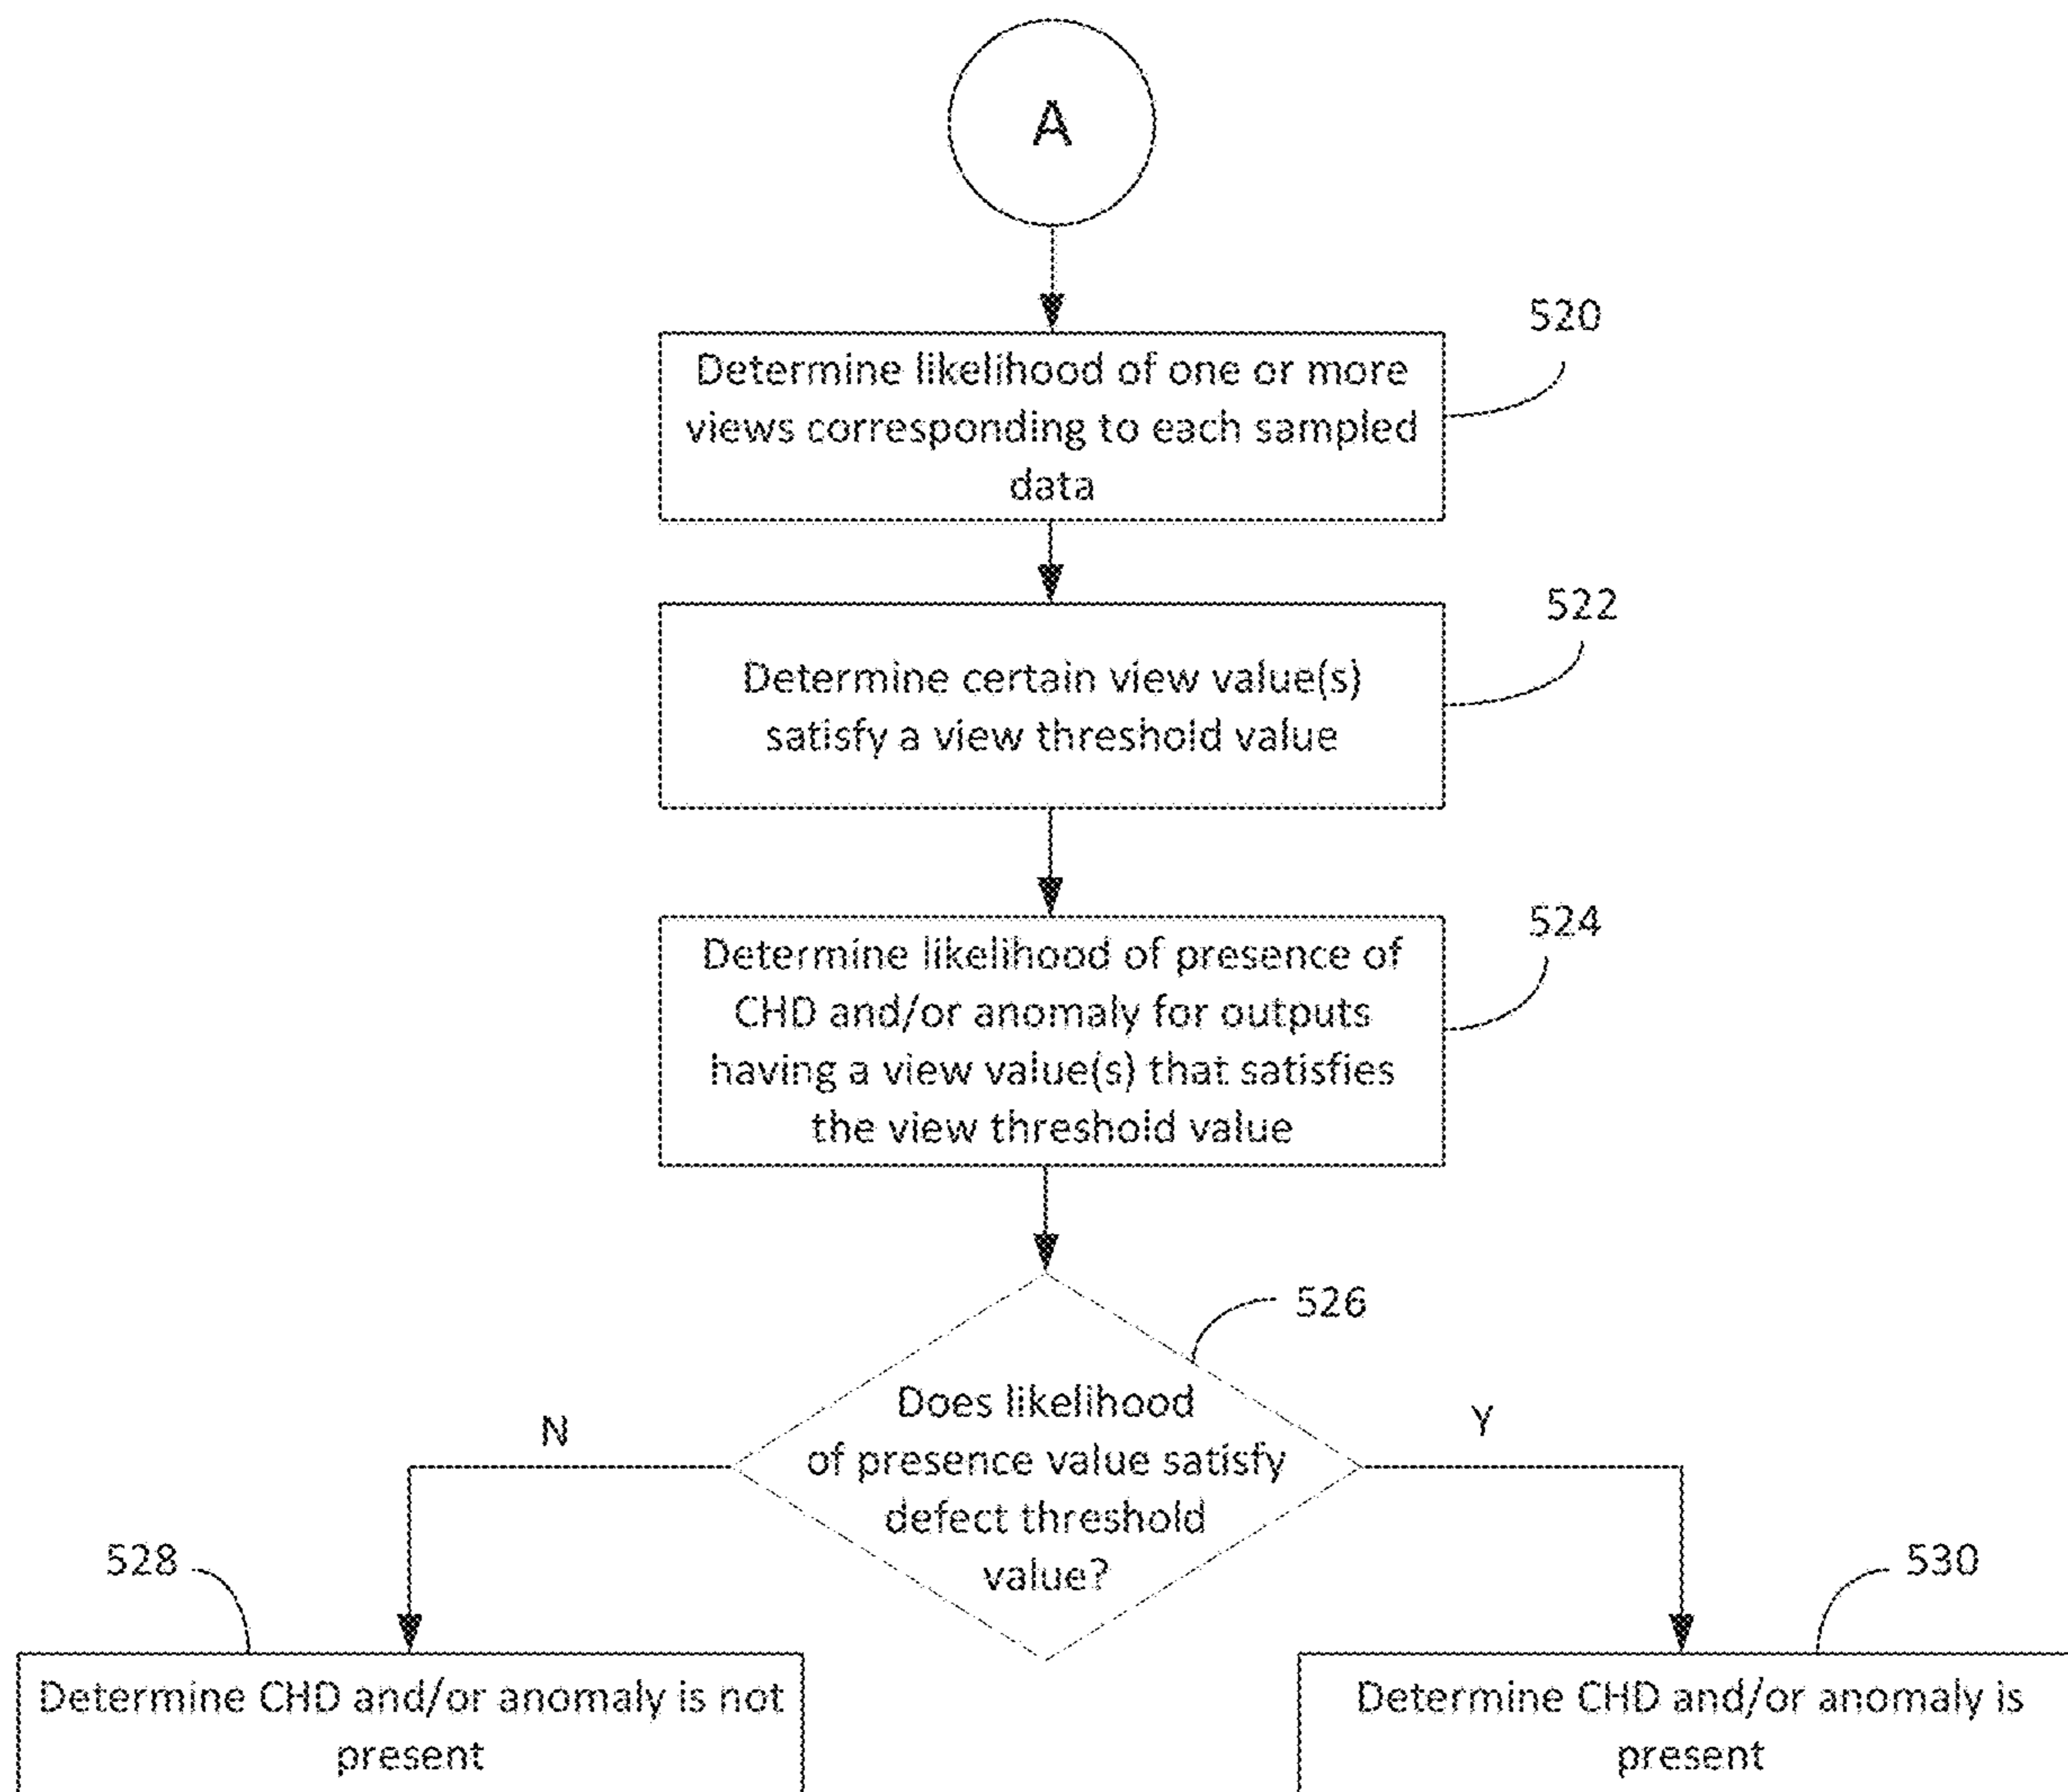 A
520
Determine likelihood of one or more
views corresponding to each sampled
data
522
Determine certain view value(s)
satisfy a view threshold value
524
Determine likelihood of presence of
CHD and/or anomaly for outputs
having a view value(s) that satisfies
the view threshold value
526
Does likelihood
of presence value satisfy
defect threshold
value?
N
Y
528
Determine CHD and/or anomaly is not
present
530
Determine CHD and/or anomaly is
present